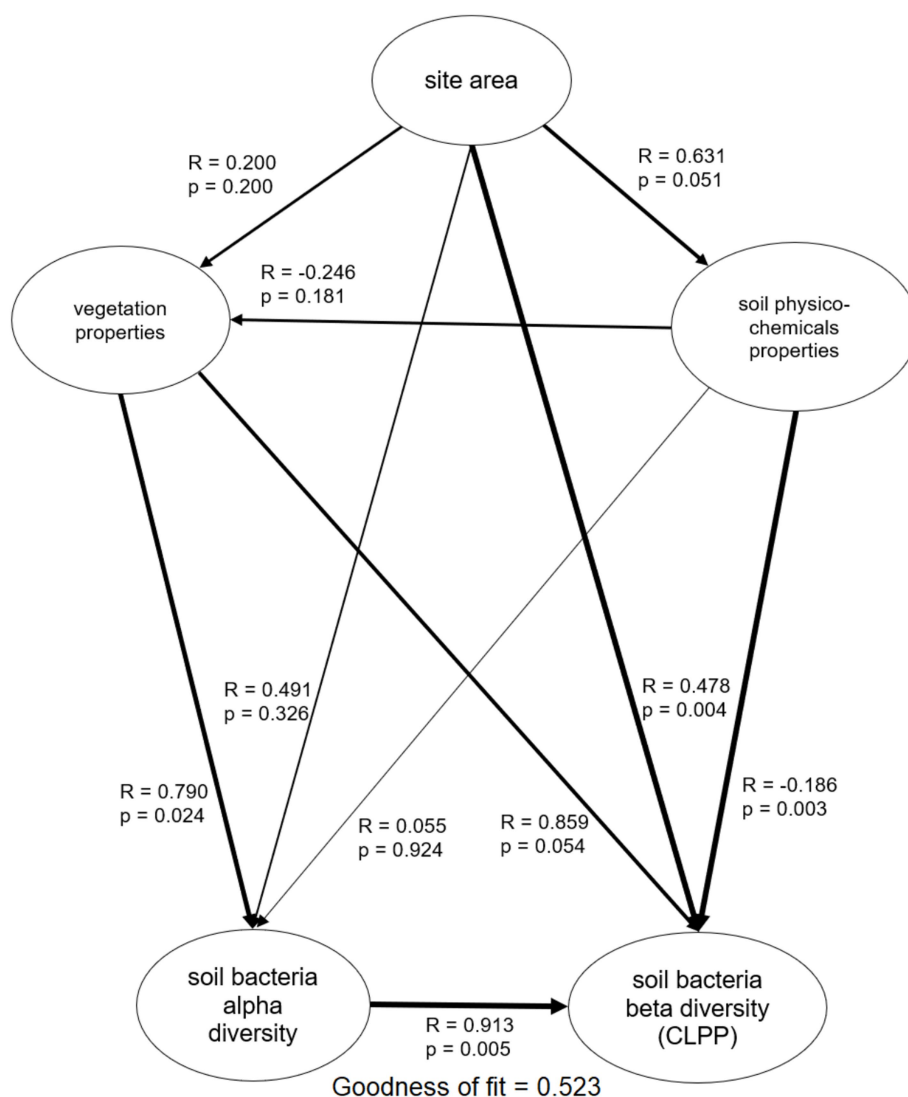 site area
R = 0.200
p = 0.200
R = 0.631
p = 0.051
R = -0.246
p = 0.181
vegetation
properties
soil physico-
chemicals
properties
R = 0.491
p = 0.326
R = 0.478
p = 0.004
R = 0.790
p = 0.024
R = 0.055
p = 0.924
R = 0.859
p = 0.054
R = -0.186
p = 0.003
soil bacteria
alpha
diversity
soil bacteria
beta diversity
(CLPP)
R = 0.913
p = 0.005
Goodness of fit = 0.523